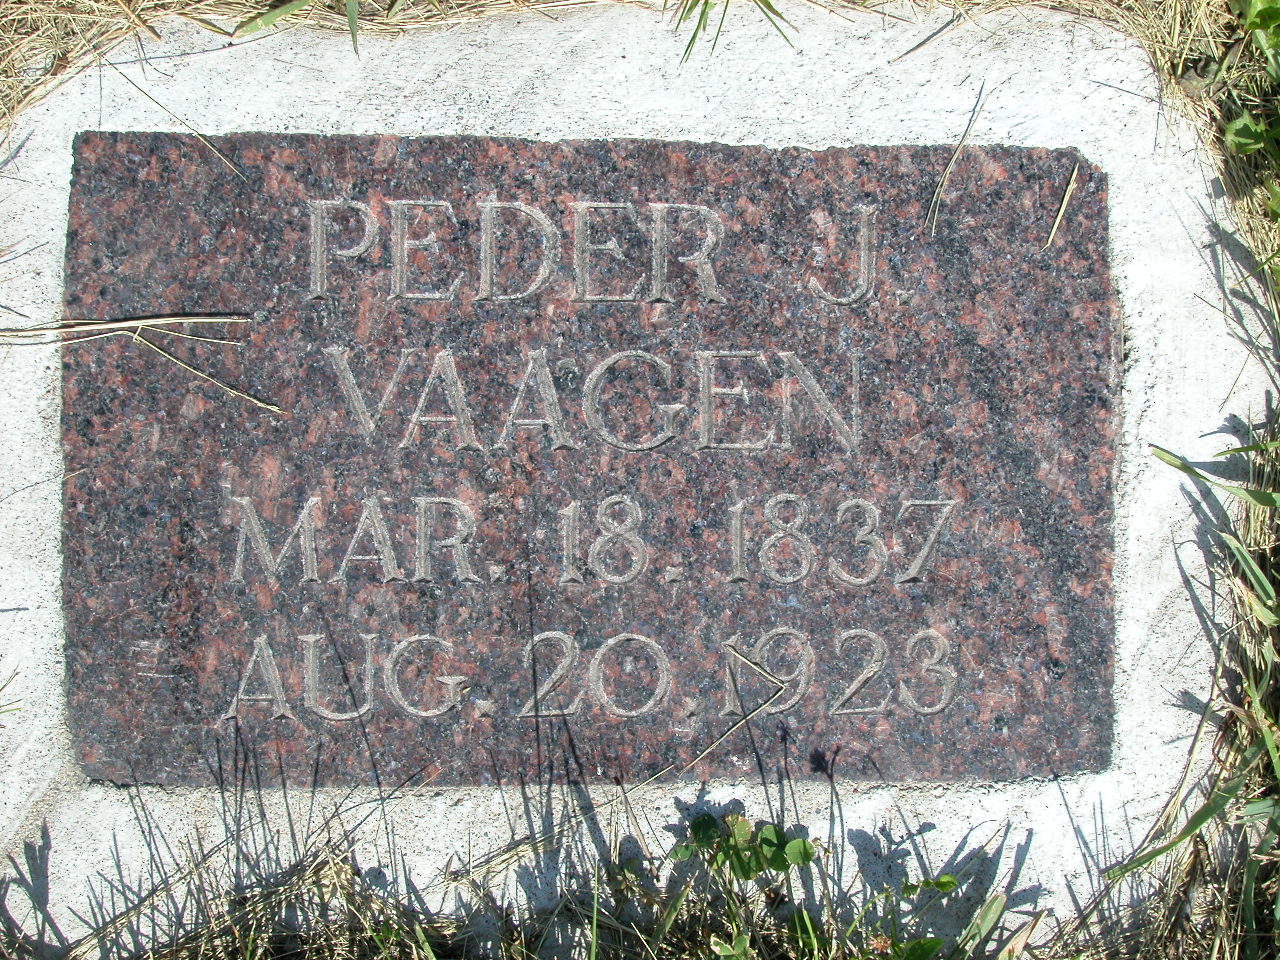 PEDER J.
VAAGEN
MAR. 18. 1837
AUG. 20, 1923